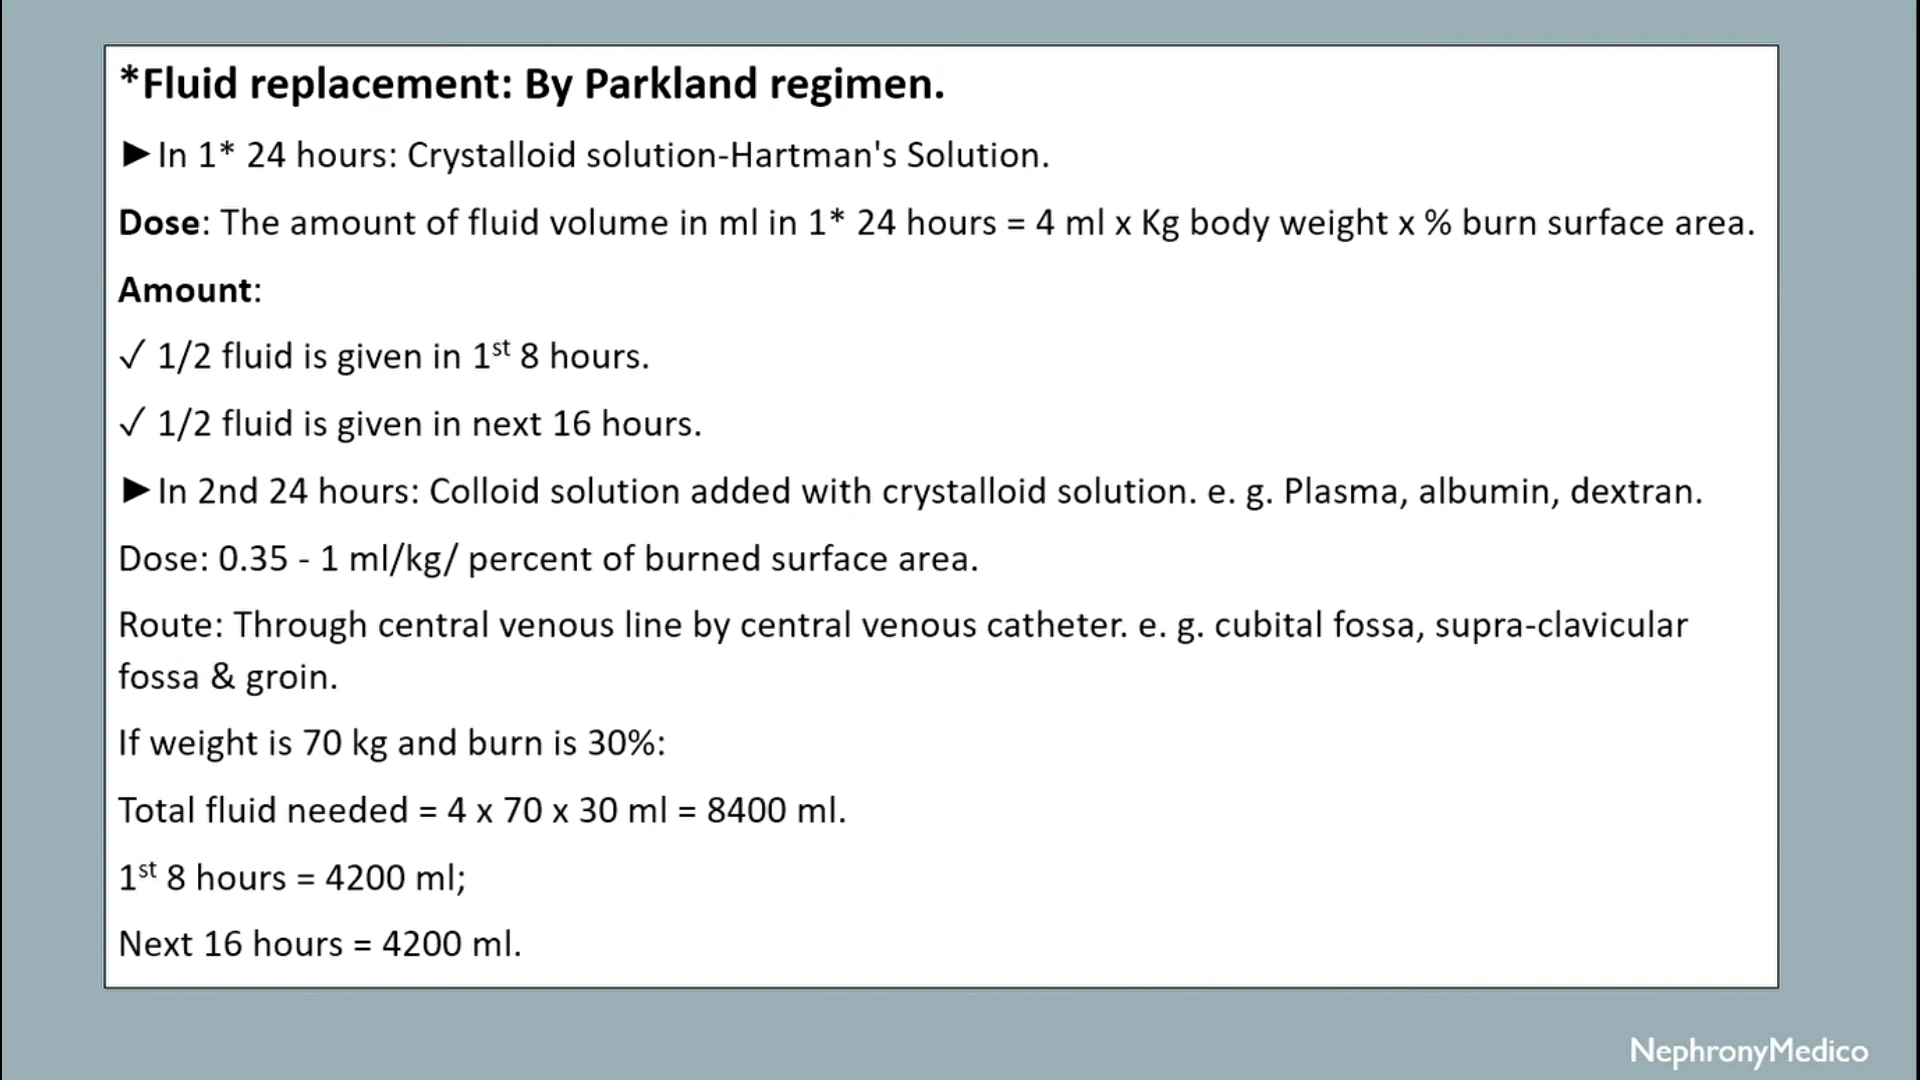 *Fluid replacement: By Parkland regimen.
►In 1* 24 hours: Crystalloid solution-Hartman's Solution.
Dose: The amount of fluid volume in ml in 1* 24 hours = 4 ml x Kg body weight x % burn surface area.
Amount:
✓ 1/2 fluid is given in 1st 8 hours.
✓ 1/2 fluid is given in next 16 hours.
►In 2nd 24 hours: Colloid solution added with crystalloid solution. e. g. Plasma, albumin, dextran.
Dose: 0.35 - 1 ml/kg/ percent of burned surface area.
Route: Through central venous line by central venous catheter. e. g. cubital fossa, supra-clavicular
fossa & groin.
If weight is 70 kg and burn is 30%:
Total fluid needed = 4 x 70 x 30 ml = 8400 ml.
1st 8 hours = 4200 ml;
Next 16 hours = 4200 ml.
NephronyMedico